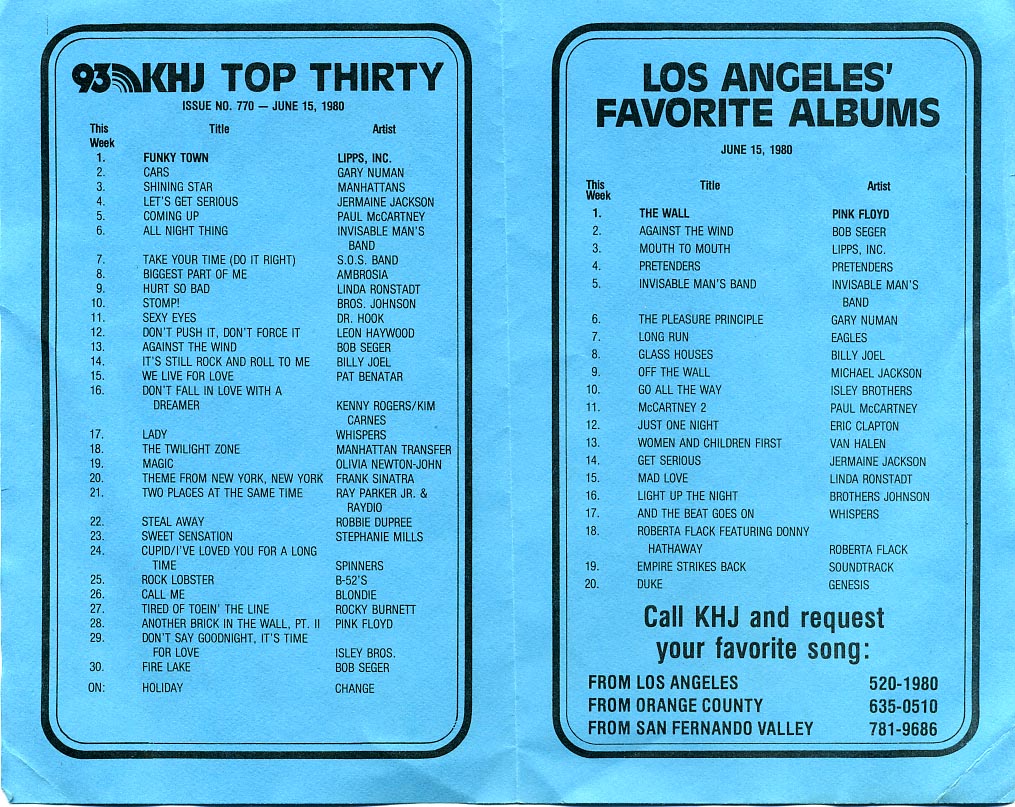 93 KHJ TOP THIRTY
ISSUE NO. 770 — JUNE 15, 1980
This Week Title Artist
1. FUNKY TOWN LIPPS, INC.
2. CARS GARY NUMAN
3. SHINING STAR MANHATTANS
4. LET'S GET SERIOUS JERMAINE JACKSON
5. COMING UP PAUL McCARTNEY
6. ALL NIGHT THING INVISIBLE MAN'S
BAND
7. TAKE YOUR TIME (DO IT RIGHT) S.O.S. BAND
8. BIGGEST PART OF ME AMBROSIA
9. HURT SO BAD LINDA RONSTADT
10. STOMP! BROS. JOHNSON
11. SEXY EYES DR. HOOK
12. DON'T PUSH IT, DON'T FORCE IT LEON HAYWOOD
13. AGAINST THE WIND BOB SEGER
14. IT'S STILL ROCK AND ROLL TO ME BILLY JOEL
15. WE LIVE FOR LOVE PAT BENATAR
16. DON'T FALL IN LOVE WITH A
DREAMER KENNY ROGERS/KIM
CARNES
17. LADY WHISPERS
18. THE TWILIGHT ZONE MANHATTAN TRANSFER
19. MAGIC OLIVIA NEWTON-JOHN
20. THEME FROM NEW YORK, NEW YORK FRANK SINATRA
21. TWO PLACES AT THE SAME TIME RAY PARKER JR. &
RAYDIO
22. STEAL AWAY ROBBIE DUPREE
23. SWEET SENSATION STEPHANIE MILLS
24. CUPID/I'VE LOVED YOU FOR A LONG
TIME SPINNERS
25. ROCK LOBSTER B-52'S
26. CALL ME BLONDIE
27. TIRED OF TOEIN' THE LINE ROCKY BURNETT
28. ANOTHER BRICK IN THE WALL, PT. II PINK FLOYD
29. DON'T SAY GOODNIGHT, IT'S TIME
FOR LOVE ISLEY BROS.
30. FIRE LAKE BOB SEGER
ON: HOLIDAY CHANGE
LOS ANGELES'
FAVORITE ALBUMS
JUNE 15, 1980
This Week Title Artist
1. THE WALL PINK FLOYD
2. AGAINST THE WIND BOB SEGER
3. MOUTH TO MOUTH LIPPS, INC.
4. PRETENDERS PRETENDERS
5. INVISABLE MAN'S BAND INVISABLE MAN'S
BAND
6. THE PLEASURE PRINCIPLE GARY NUMAN
7. LONG RUN EAGLES
8. GLASS HOUSES BILLY JOEL
9. OFF THE WALL MICHAEL JACKSON
10. GO ALL THE WAY ISLEY BROTHERS
11. McCARTNEY 2 PAUL McCARTNEY
12. JUST ONE NIGHT ERIC CLAPTON
13. WOMEN AND CHILDREN FIRST VAN HALEN
14. GET SERIOUS JERMAINE JACKSON
15. MAD LOVE LINDA RONSTADT
16. LIGHT UP THE NIGHT BROTHERS JOHNSON
17. AND THE BEAT GOES ON WHISPERS
18. ROBERTA FLACK FEATURING DONNY
HATHAWAY ROBERTA FLACK
19. EMPIRE STRIKES BACK SOUNDTRACK
20. DUKE GENESIS
Call KHJ and request
your favorite song:
FROM LOS ANGELES 520-1980
FROM ORANGE COUNTY 635-0510
FROM SAN FERNANDO VALLEY 781-9686